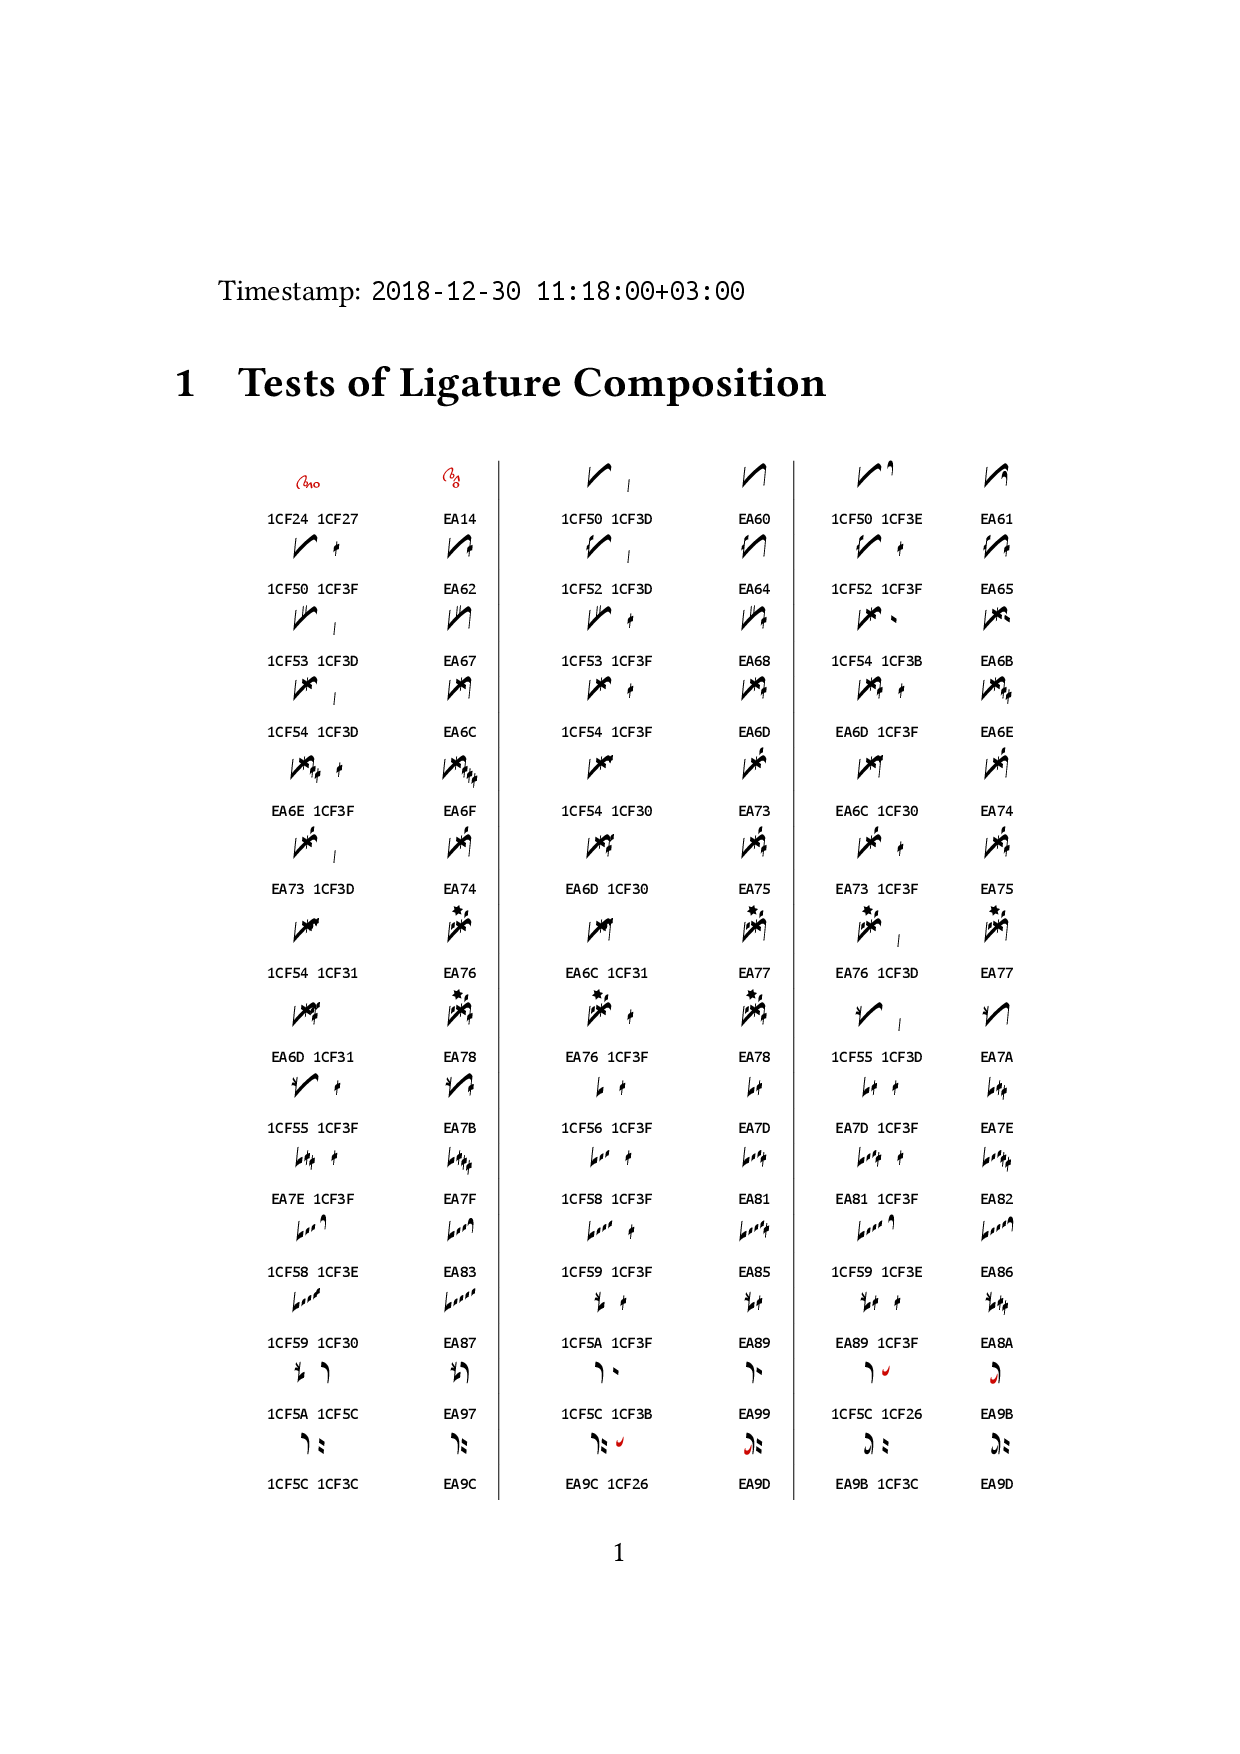 Timestamp: 2018-12-30 11:18:00+03:00
1 Tests of Ligature Composition
1CF24 1CF27 EA14 1CF50 1CF3D EA60 1CF50 1CF3E EA61
1CF50 1CF3F EA62 1CF52 1CF3D EA64 1CF52 1CF3F EA65
1CF53 1CF3D EA67 1CF53 1CF3F EA68 1CF54 1CF3B EA6B
1CF54 1CF3D EA6C 1CF54 1CF3F EA6D EA6D 1CF3F EA6E
EA6E 1CF3F EA6F 1CF54 1CF30 EA73 EA6C 1CF30 EA74
EA73 1CF3D EA74 EA6D 1CF30 EA75 EA73 1CF3F EA75
1CF54 1CF31 EA76 EA6C 1CF31 EA77 EA76 1CF3D EA77
EA6D 1CF31 EA78 EA76 1CF3F EA78 1CF55 1CF3D EA7A
1CF55 1CF3F EA7B 1CF56 1CF3F EA7D EA7D 1CF3F EA7E
EA7E 1CF3F EA7F 1CF58 1CF3F EA81 EA81 1CF3F EA82
1CF58 1CF3E EA83 1CF59 1CF3F EA85 1CF59 1CF3E EA86
1CF59 1CF30 EA87 1CF5A 1CF3F EA89 EA89 1CF3F EA8A
1CF5A 1CF5C EA97 1CF5C 1CF3B EA99 1CF5C 1CF26 EA9B
1CF5C 1CF3C EA9C EA9C 1CF26 EA9D EA9B 1CF3C EA9D
1